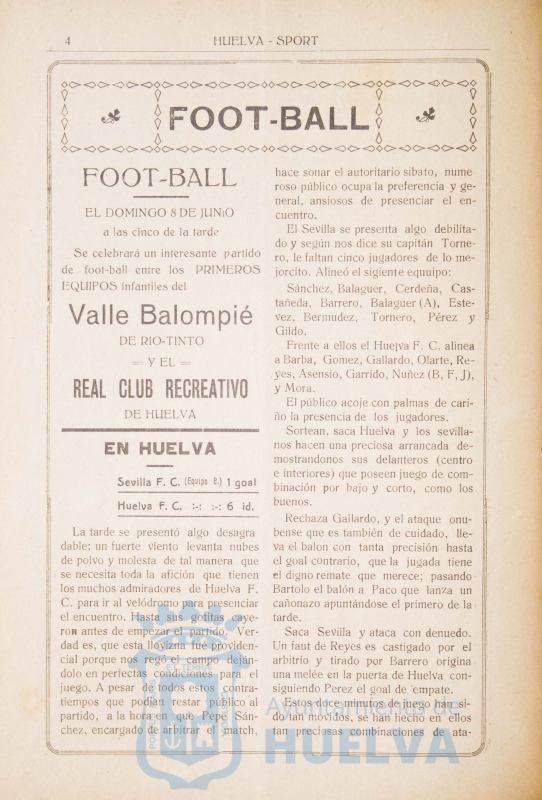 4
HUELVA - SPORT
FOOT-BALL
FOOT-BALL
EL DOMINGO 8 DE JUNIO
a las cinco de la tarde
Se celebrará un interesante partido
de foot-ball entre los PRIMEROS
EQUIPOS infantiles del
Valle Balompié
DE RIO-TINTO
= Y EL =
REAL CLUB RECREATIVO
DE HUELVA
EN HUELVA
Sevilla F. C. (Equipo B.) 1 goal
Huelva F. C. :-: :-: 6 id.
La tarde se presentó algo desagra
dable; un fuerte viento levanta nubes
de polvo y molesta de tal manera que
se necesita toda la afición que tienen
los muchos admiradores de Huelva F.
C. para ir al velódromo para presenciar
el encuentro. Hasta sus gotitas caye-
ron antes de empezar el partido. Ver-
dad es, que esta llovizna fué providen-
cial porque nos regó el campo deján-
dolo en perfectas condiciones para el
juego. A pesar de todos estos contra-
tiempos que podían restar público al
partido, a la hora en que Pepe Sán-
chez, encargado de arbitrar el match,
hace sonar el autoritario sibato, nume
roso público ocupa la preferencia y ge-
neral, ansiosos de presenciar el en-
cuentro.
El Sevilla se presenta algo debilita-
do y según nos dice su capitán Torne-
ro, le faltan cinco jugadores de lo me-
jorcito. Alineó el sigiente equuipo:
Sánchez, Balaguer, Cerdeña, Cas-
tañeda, Barrero, Balaguer (A), Este-
vez, Bermudez, Tornero, Pérez y
Gildo.
Frente a ellos el Huejva F. C. alinea
a Barba, Gomez, Gallardo, Olarte, Re-
yes, Asensio, Garrido, Nuñez (B, F, J),
y Mora.
El público acoje con palmas de cari-
ño la presencia de los jugadores.
Sortean, saca Huelva y los sevilla-
nos hacen una preciosa arrancada de-
mostrandonos sus delanteros (centro
e interiores) que poseen juego de com-
binación por bajo y corto, como los
buenos.
Rechaza Gallardo, y el ataque onu-
bense que es también de cuidado, lle-
va el balon con tanta precisión hasta
el goal contrario, que la jugada tiene
el digno remate que merece; pasando
Bartolo el balón a Paco que lanza un
cañonazo apuntándose el primero de la
tarde.
Saca Sevilla y ataca con denuedo.
Un faut de Reyes es castigado por el
arbitrio y tirado por Barrero origina
una melée en la puerta de Huelva con-
siguiendo Perez el goal de empate.
Estos doce minutos de juego han si-
do tan movidos, se han hecho en ellos
tan preciosas combinaciones de ata-
Ayuntamiento de
HUELVA